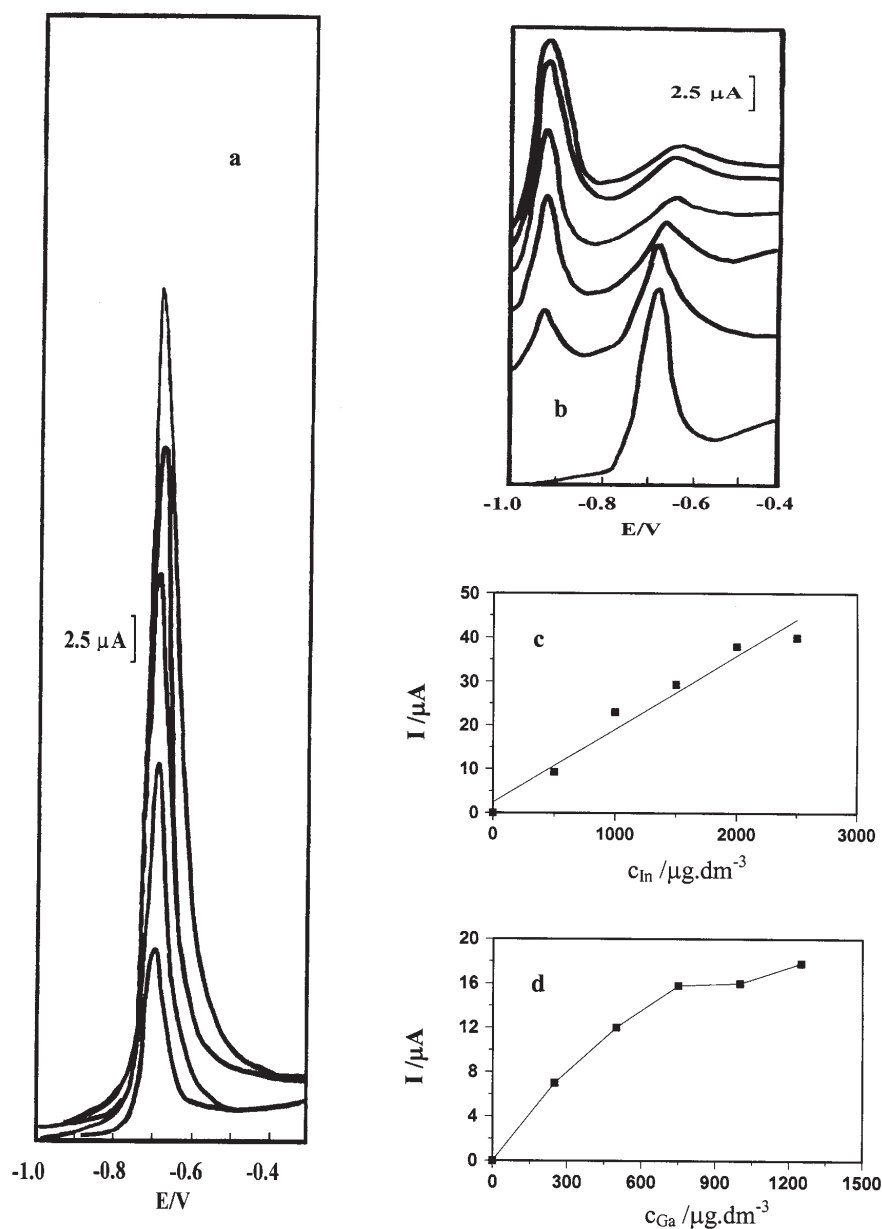 a
2.5 μA
-1.0 -0.8 -0.6 -0.4
E/V
2.5 μA
b
-1.0 -0.8 -0.6 -0.4
E/V
50
40
30
20
10
0
I /μA
c
0 1000 2000 3000
c_In /μg.dm⁻³
20
16
12
8
4
0
I /μA
d
0 300 600 900 1200 1500
c_Ga /μg.dm⁻³